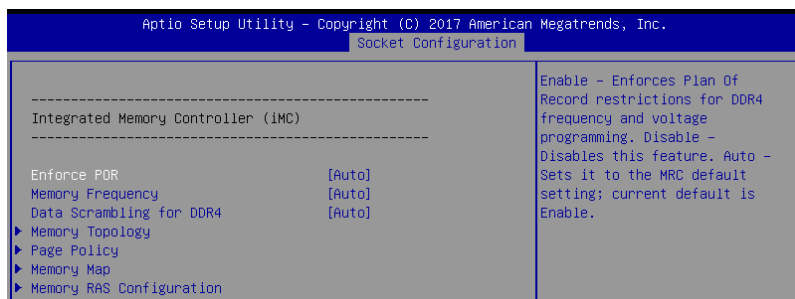 Aptio Setup Utility – Copyright (C) 2017 American Megatrends, Inc.
Socket Configuration
--------------------------------------------------
Integrated Memory Controller (iMC)
--------------------------------------------------
Enforce POR [Auto]
Memory Frequency [Auto]
Data Scrambling for DDR4 [Auto]
Memory Topology
Page Policy
Memory Map
Memory RAS Configuration
Enable – Enforces Plan Of
Record restrictions for DDR4
frequency and voltage
programming. Disable –
Disables this feature. Auto –
Sets it to the MRC default
setting; current default is
Enable.